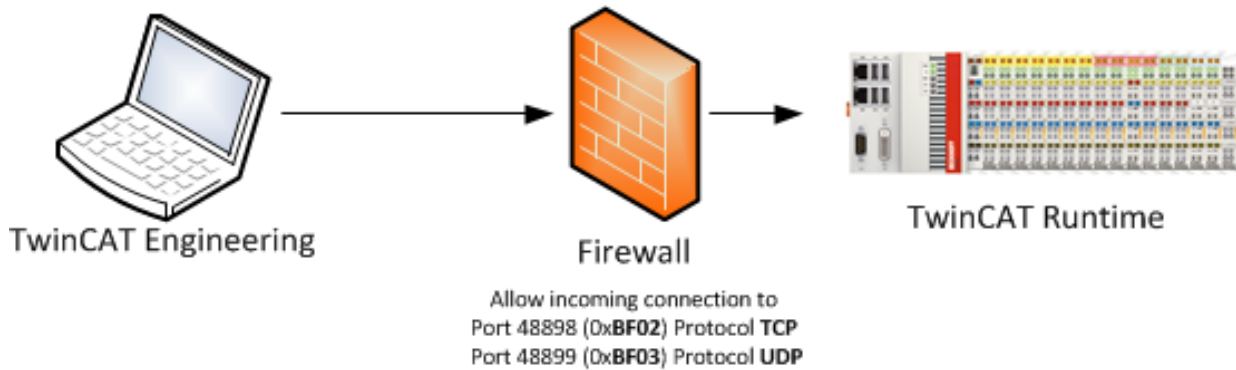 TwinCAT Engineering
Firewall
Allow incoming connection to
Port 48898 (0xBF02) Protocol TCP
Port 48899 (0xBF03) Protocol UDP
TwinCAT Runtime